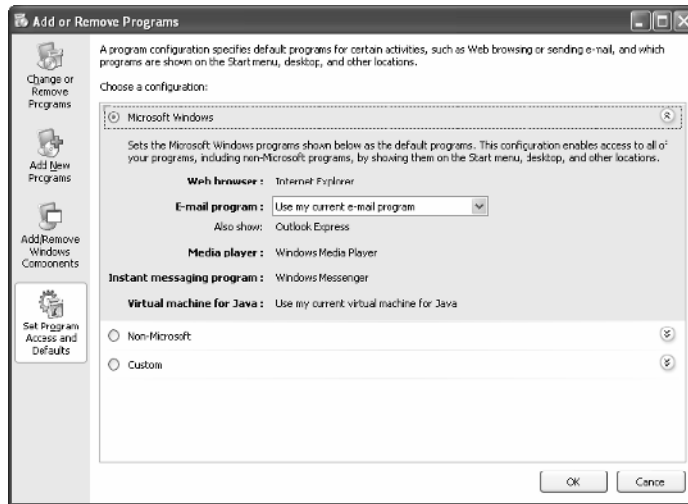 Add or Remove Programs
Change or
Remove
Programs
Add New
Programs
Add/Remove
Windows
Components
Set Program
Access and
Defaults
A program configuration specifies default programs for certain activities, such as Web browsing or sending e-mail, and which
programs are shown on the Start menu, desktop, and other locations.
Choose a configuration:
Microsoft Windows
Sets the Microsoft Windows programs shown below as the default programs. This configuration enables access to all of
your programs, including non-Microsoft programs, by showing them on the Start menu, desktop, and other locations.
Web browser : Internet Explorer
E-mail program : Use my current e-mail program
Also show: Outlook Express
Media player : Windows Media Player
Instant messaging program : Windows Messenger
Virtual machine for Java : Use my current virtual machine for Java
Non-Microsoft
Custom
OK Cance